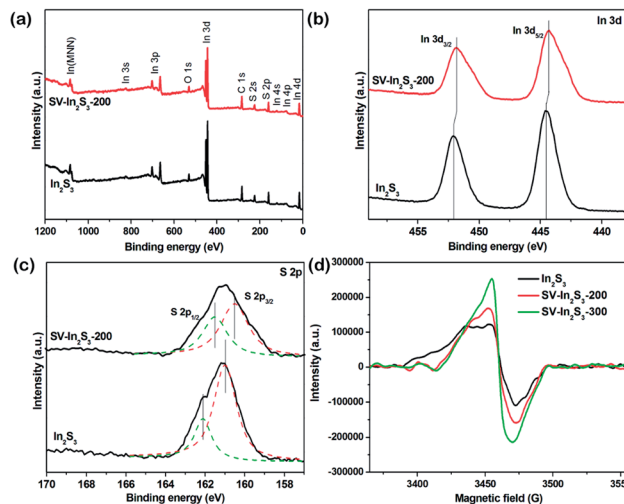 (a)
In(MNN)
In 3s
In 3p
O 1s
In 3d
C 1s
S 2s
S 2p
In 4s
In 4p
In 4d
SV-In₂S₃-200
In₂S₃
Intensity (a.u.)
1200 1000 800 600 400 200 0
Binding energy (eV)
(b)
In 3d
In 3d₃/₂
In 3d₅/₂
SV-In₂S₃-200
In₂S₃
Intensity (a.u.)
455 450 445 440
Binding energy (eV)
(c)
S 2p
S 2p₁/₂
S 2p₃/₂
SV-In₂S₃-200
In₂S₃
Intensity (a.u.)
170 167 164 161 158
Binding energy (eV)
(d)
In₂S₃
SV-In₂S₃-200
SV-In₂S₃-300
Intensity (a.u.)
300000
200000
100000
0
-100000
-200000
-300000
3400 3450 3500 355
Magnetic field (G)